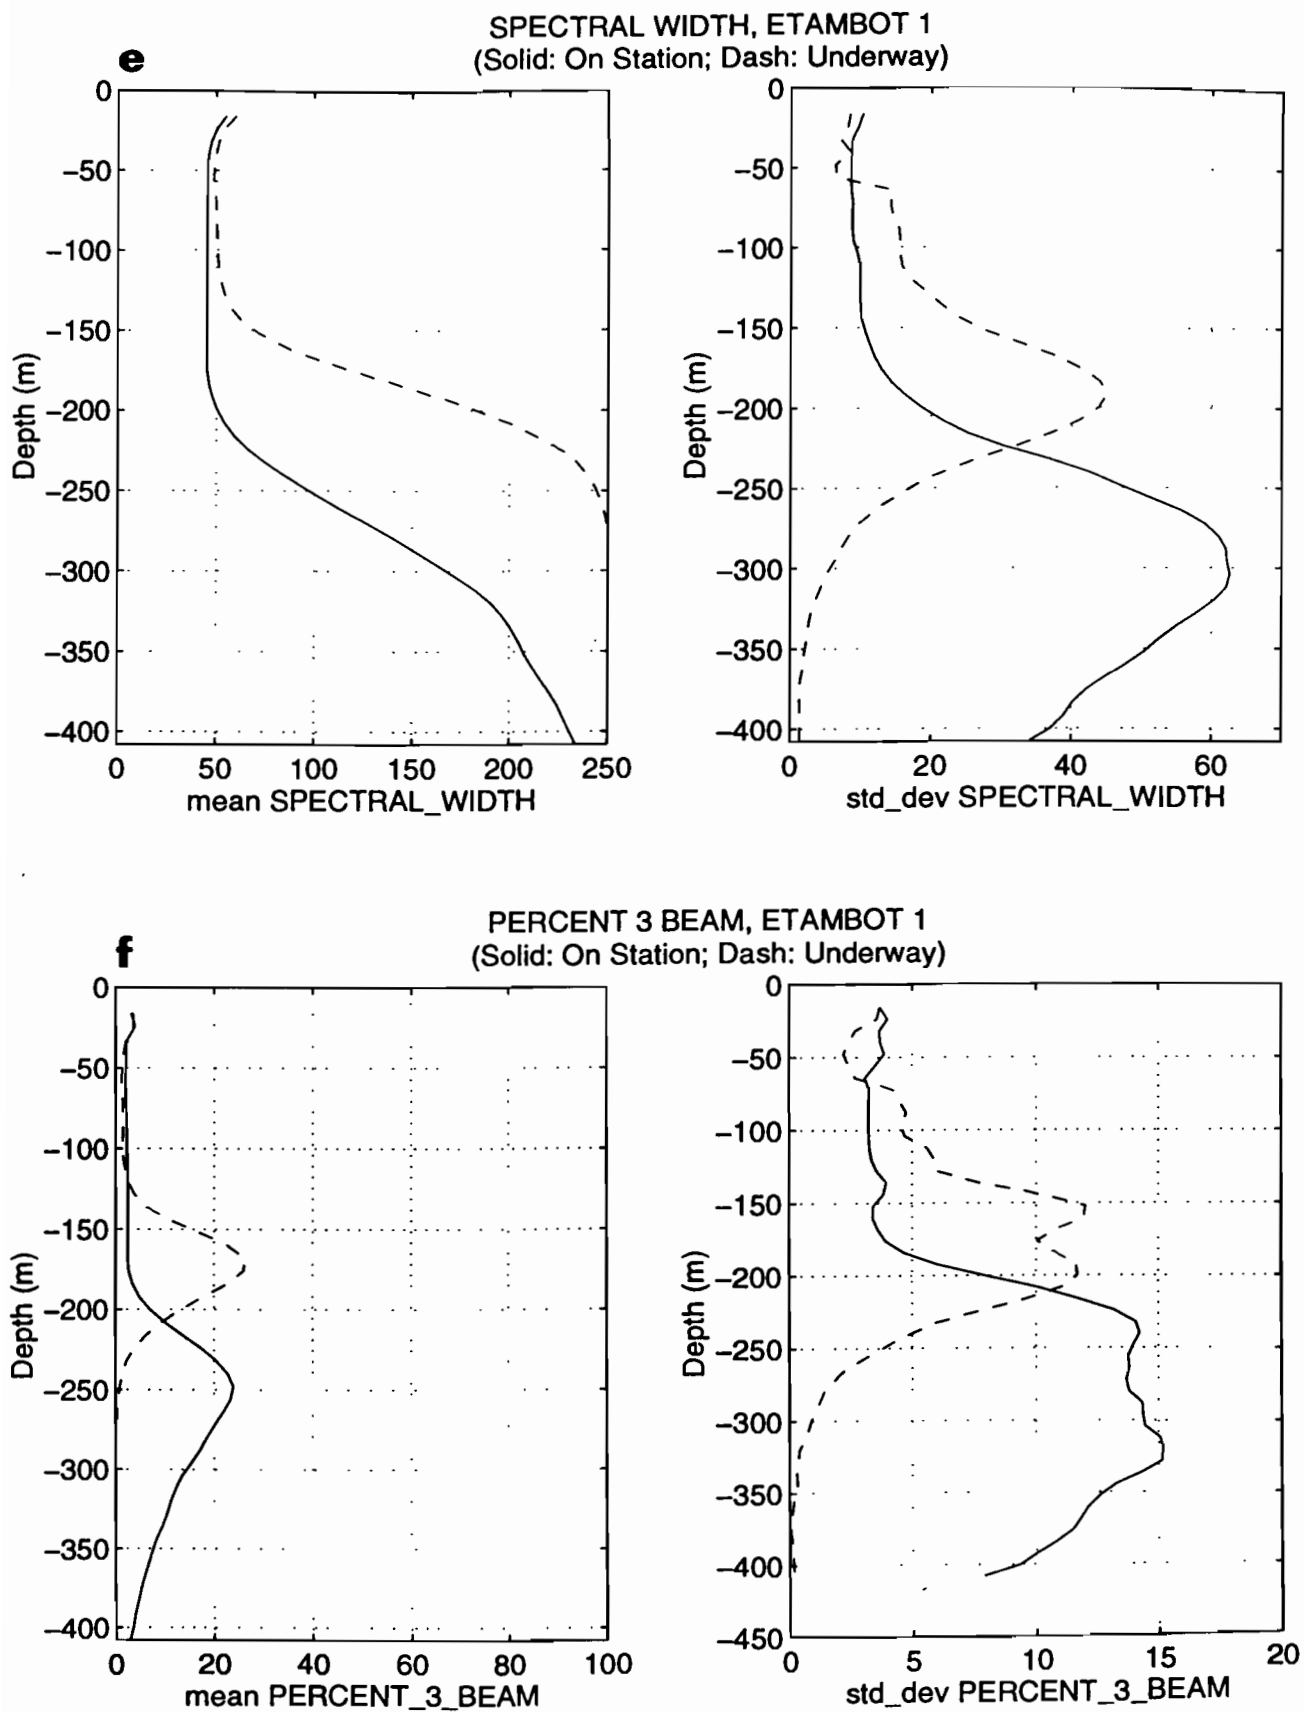 e
SPECTRAL WIDTH, ETAMBOT 1
(Solid: On Station; Dash: Underway)
0
−50
−100
−150
−200
−250
−300
−350
−400
Depth (m)
0 50 100 150 200 250
mean SPECTRAL_WIDTH
0
−50
−100
−150
−200
−250
−300
−350
−400
Depth (m)
0 20 40 60
std_dev SPECTRAL_WIDTH
f
PERCENT 3 BEAM, ETAMBOT 1
(Solid: On Station; Dash: Underway)
0
−50
−100
−150
−200
−250
−300
−350
−400
Depth (m)
0 20 40 60 80 100
mean PERCENT_3_BEAM
0
−50
−100
−150
−200
−250
−300
−350
−400
−450
Depth (m)
0 5 10 15 20
std_dev PERCENT_3_BEAM